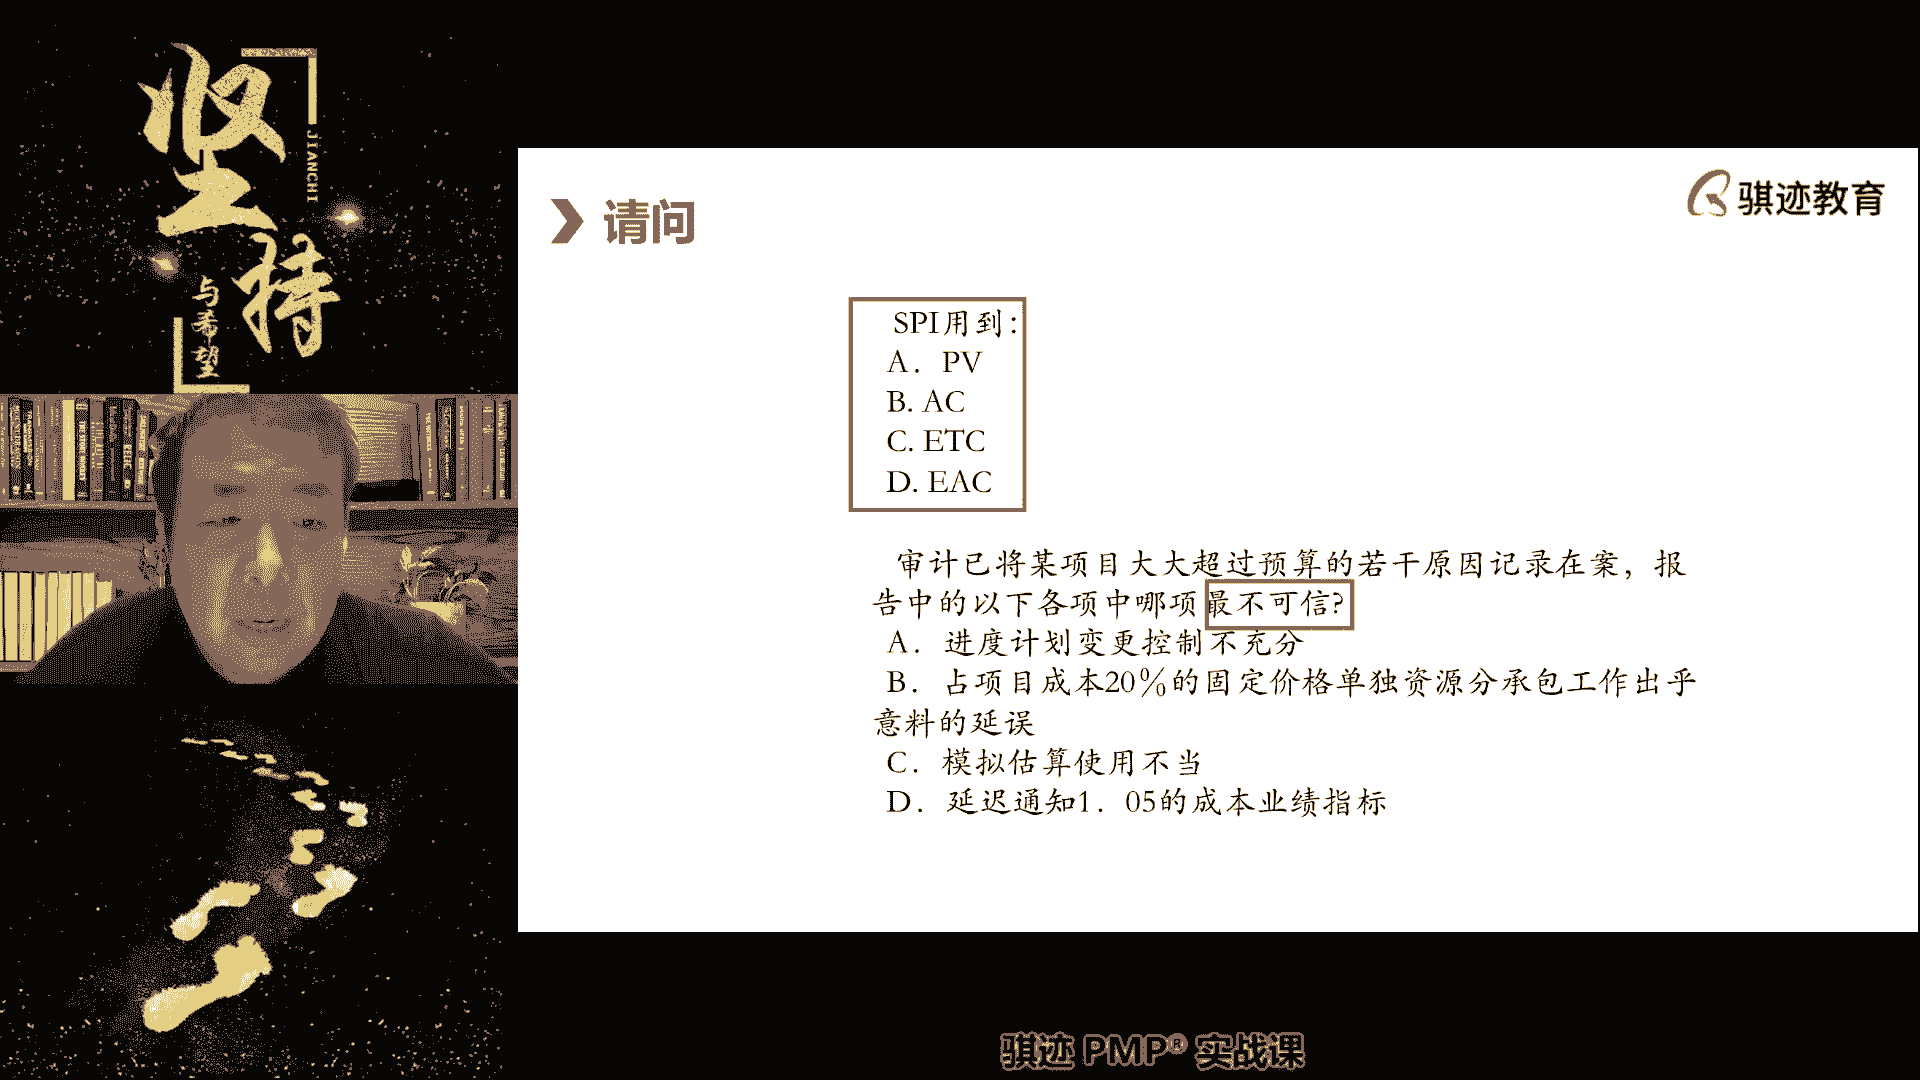 坚持
JIANCHI
与希望
请问
骐迹教育
SPI用到：
A． PV
B. AC
C. ETC
D. EAC
审计已将某项目大大超过预算的若干原因记录在案，报
告中的以下各项中哪项最不可信?
A．进度计划变更控制不充分
B．占项目成本20%的固定价格单独资源分承包工作出乎
意料的延误
C．模拟估算使用不当
D．延迟通知1．05的成本业绩指标
骐迹 PMP® 实战课